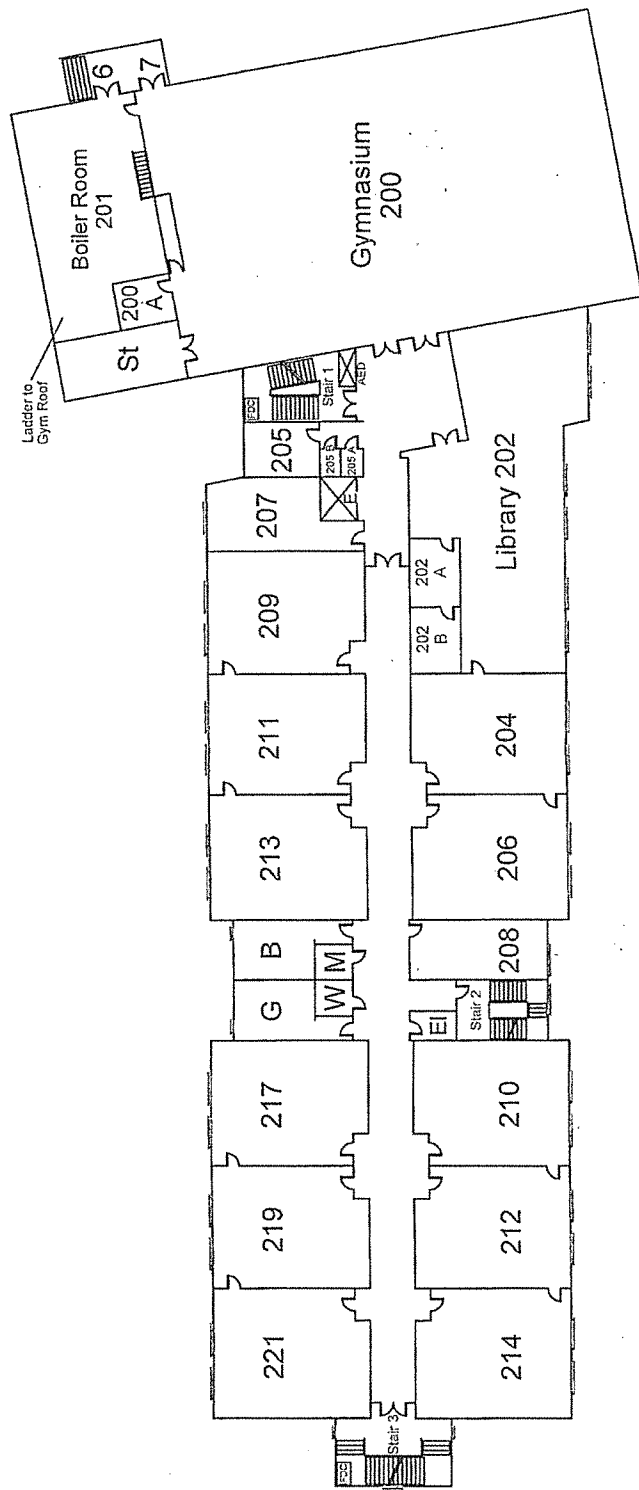 Ladder to
Gym Roof
St
200
A
Boiler Room
201
6
7
Gymnasium
200
FDC
Stair 1
AED
205
205 B
205 A
E
207
209
211
213
B
M
W
G
217
219
221
Library 202
202
A
202
B
204
206
208
Stair 2
El
210
212
214
FDC
Stair 3